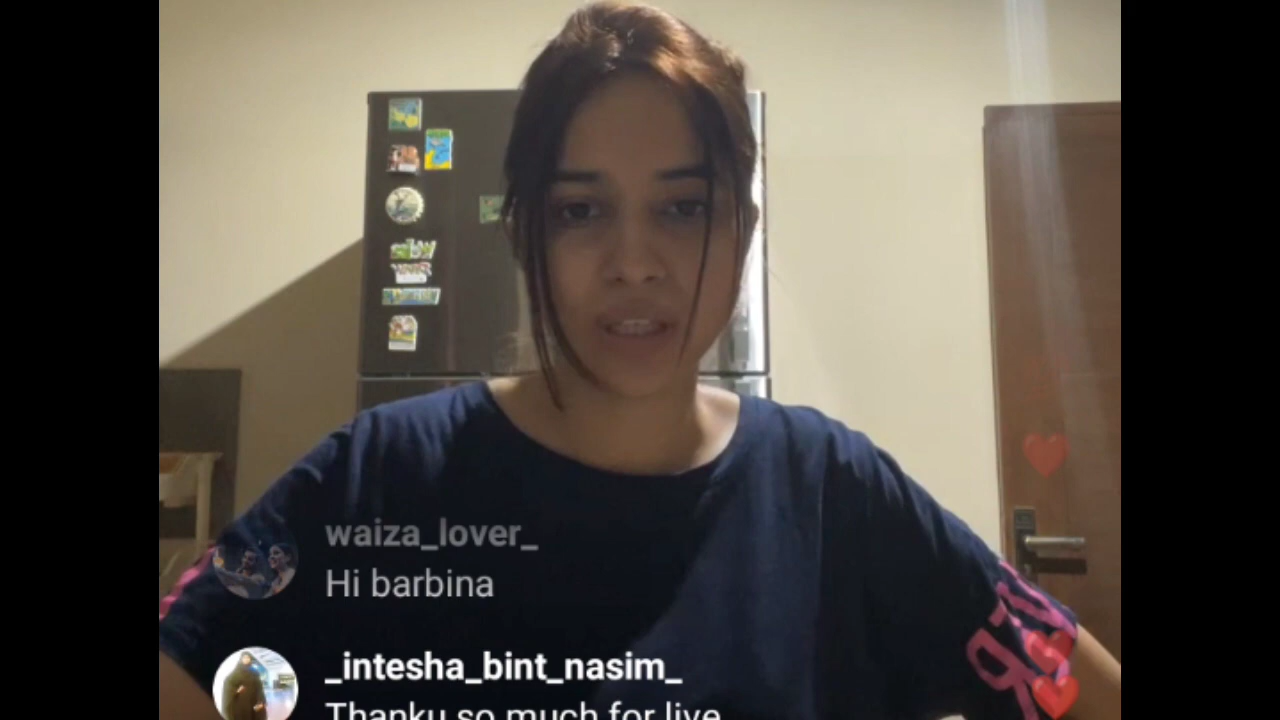 waiza_lover_
Hi barbina
_intesha_bint_nasim_
Thanku so much for live